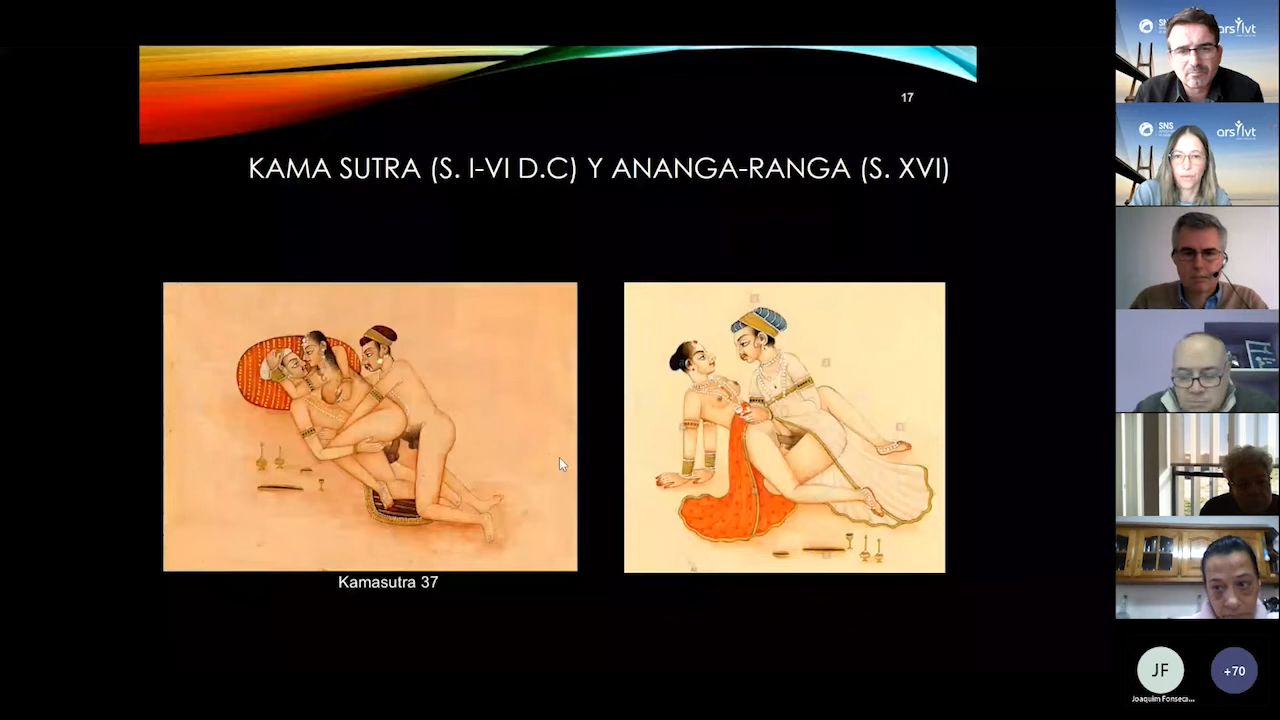 17
KAMA SUTRA (S. I-VI D.C) Y ANANGA-RANGA (S. XVI)
Kamasutra 37
SNS
arslvt
SNS
arslvt
JF
+70
Joaquim Fonseca...